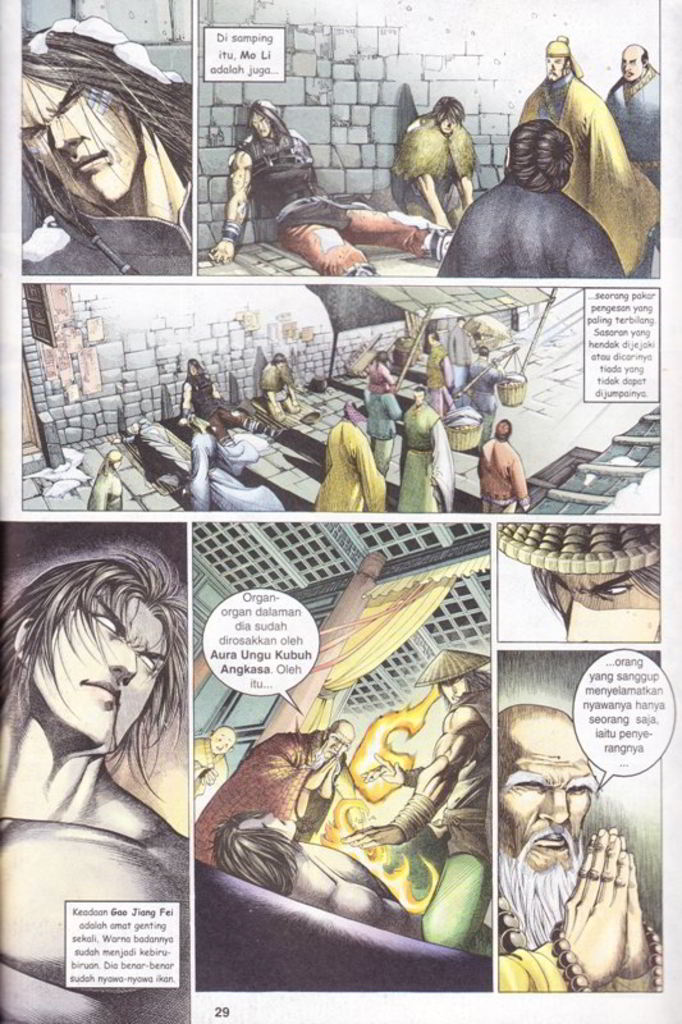 Di samping
itu, Mo Li
adalah juga...
...seorang pakar
pengesan yang
paling terbilang.
Sasaran yang
hendak dijejaki
atau dicarinya
tiada yang
tidak dapat
dijumpainya.
Keadaan Gao Jiang Fei
adalah amat genting
sekali. Warna badannya
sudah menjadi kebiru-
biruan. Dia benar-benar
sudah nyawa-nyawa ikan.
Organ-
organ dalaman
dia sudah
dirosakkan oleh
Aura Ungu Kubuh
Angkasa. Oleh
itu...
...orang
yang sanggup
menyelamatkan
nyawanya hanya
seorang saja,
iaitu penye-
rangnya
...
29